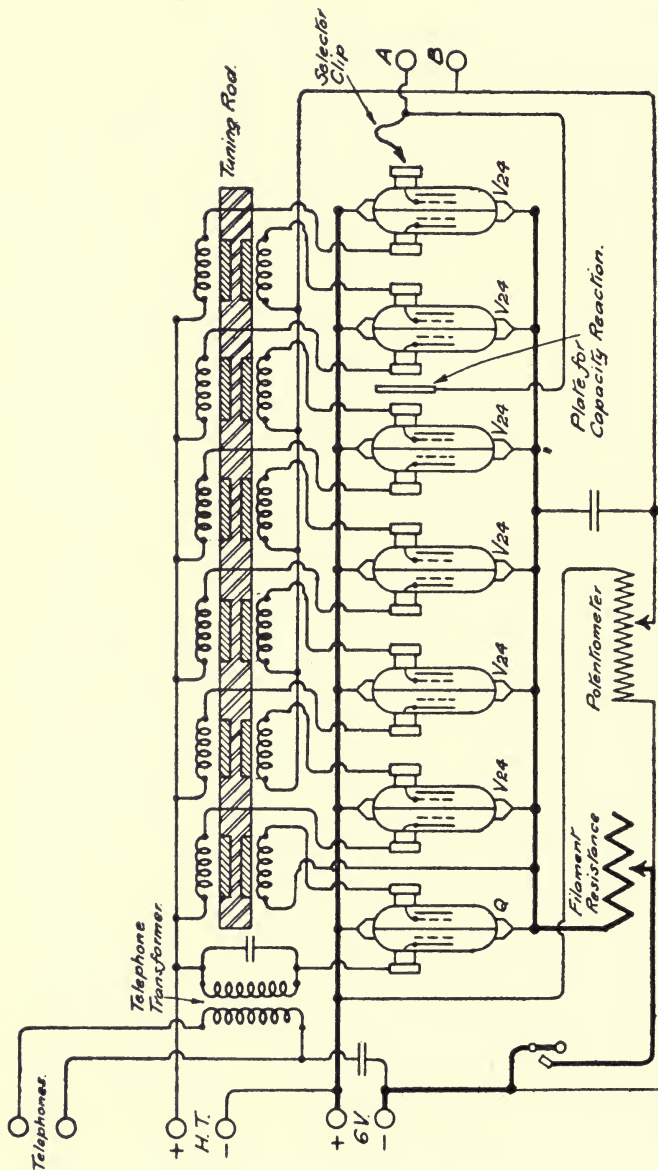 Telephones.
+
H.T.
-
+
6V.
-
Telephone
Transformer.
Tuning Rod.
Selector
Clip
A
B
Q
V24
V24
V24
V24
V24
V24
Plate for
Capacity Reaction.
Filament
Resistance
Potentiometer